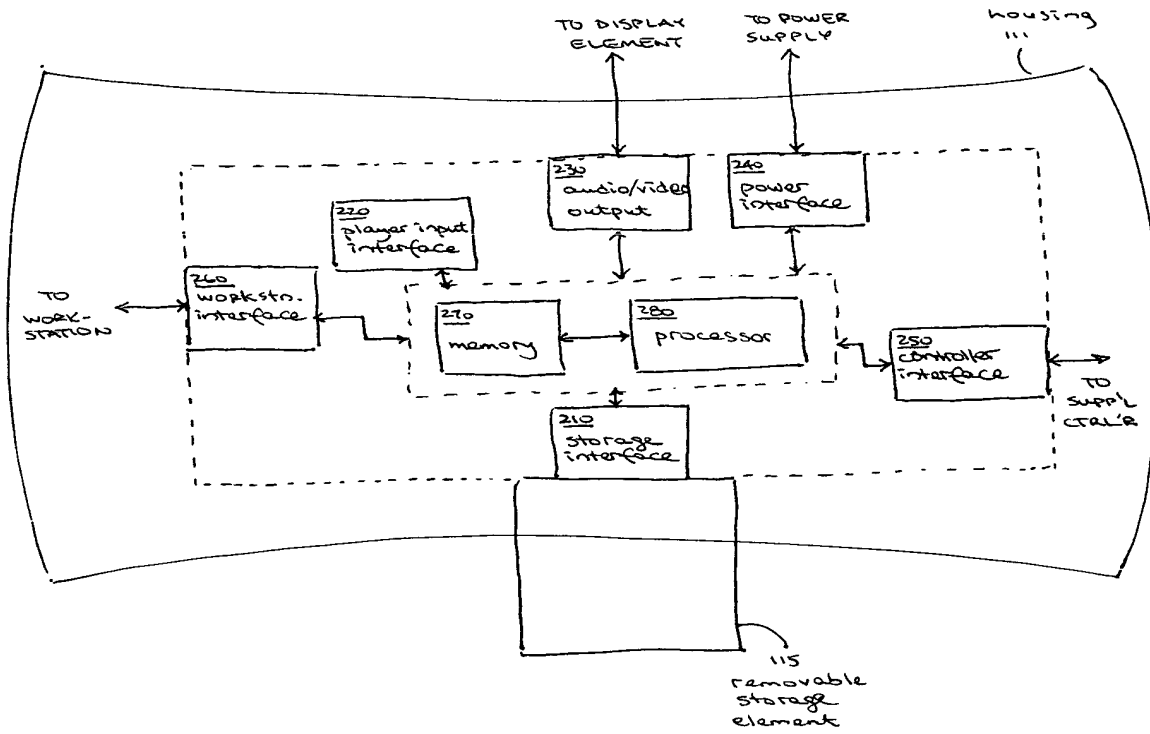 TO DISPLAY
ELEMENT
TO POWER
SUPPLY
housing
111
230
audio/video
output
240
power
interface
220
player input
interface
260
workstn.
interface
TO
WORK-
STATION
270
memory
280
processor
250
controller
interface
TO
SUPP'L
CTRL'R
210
storage
interface
115
removable
storage
element